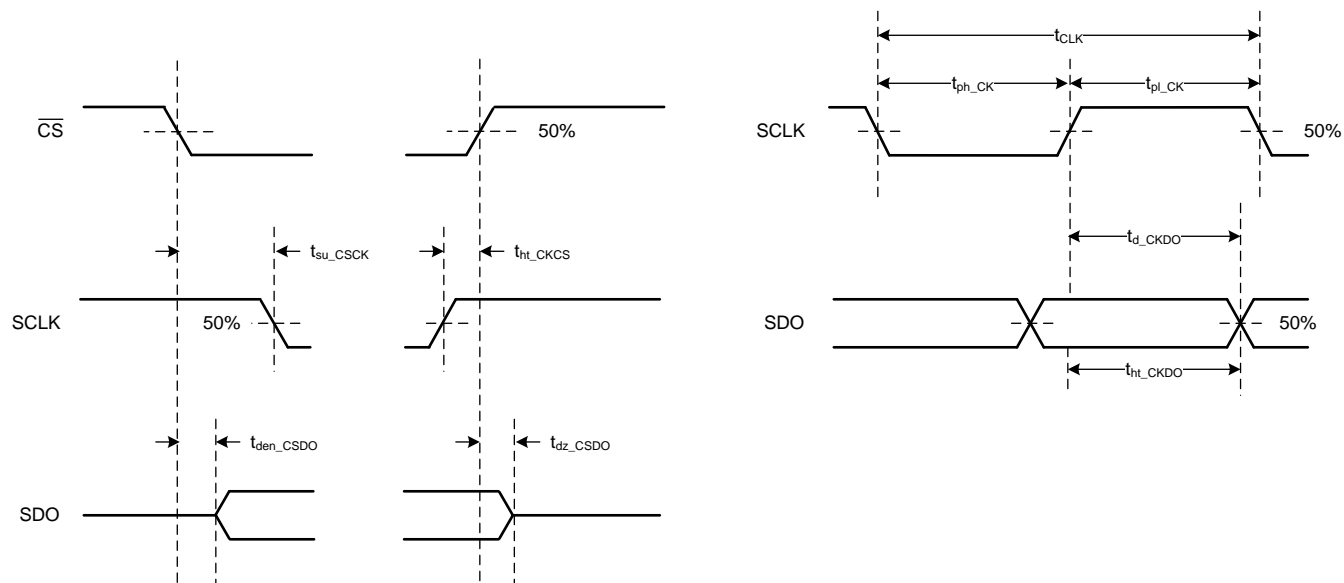 CS
50%
t_su_CSCK
t_ht_CKCS
SCLK
50%
t_den_CSDO
t_dz_CSDO
SDO
t_CLK
t_ph_CK
t_pl_CK
SCLK
50%
t_d_CKDO
SDO
50%
t_ht_CKDO